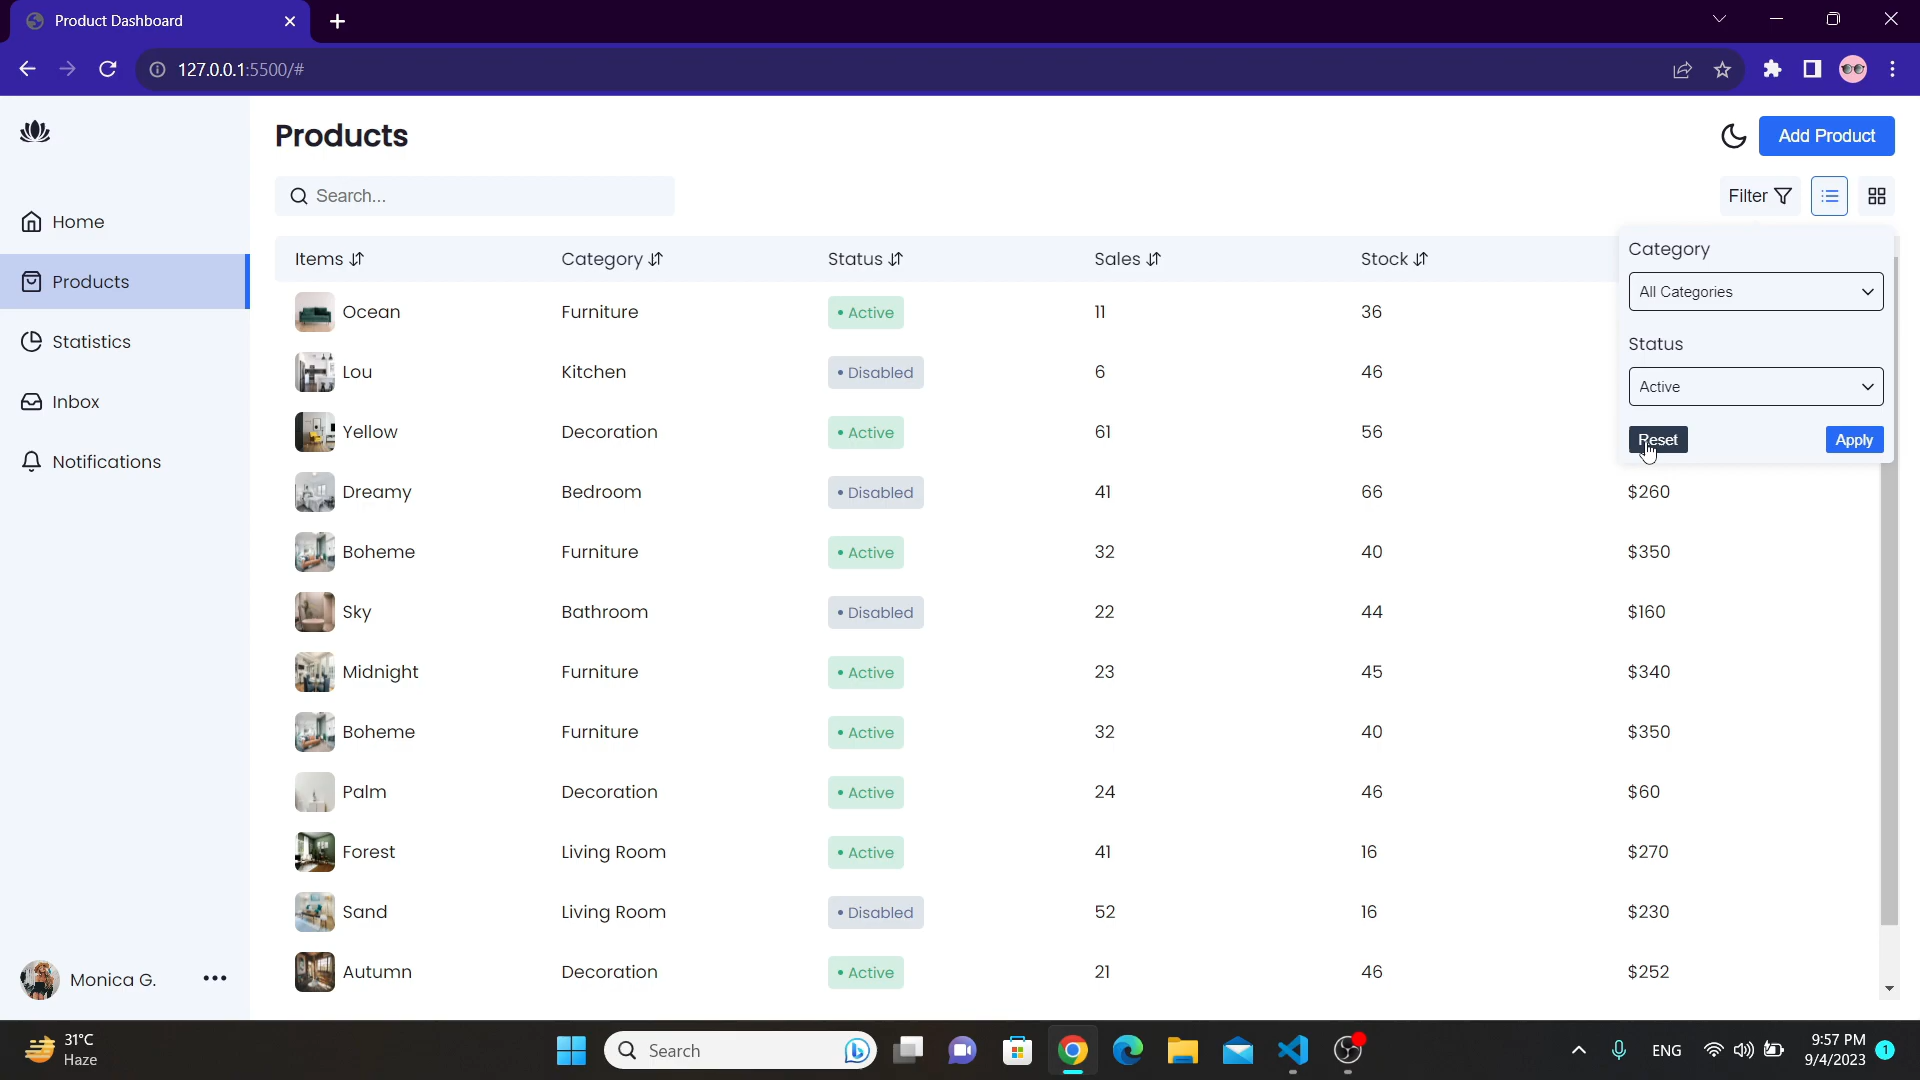 Product Dashboard
127.0.0.1:5500/#
Products
Add Product
Search...
Filter
Home
Products
Statistics
Inbox
Notifications
Items Category Status Sales Stock
Ocean Furniture • Active 11 36
Lou Kitchen • Disabled 6 46
Yellow Decoration • Active 61 56
Dreamy Bedroom • Disabled 41 66 $260
Boheme Furniture • Active 32 40 $350
Sky Bathroom • Disabled 22 44 $160
Midnight Furniture • Active 23 45 $340
Boheme Furniture • Active 32 40 $350
Palm Decoration • Active 24 46 $60
Forest Living Room • Active 41 16 $270
Sand Living Room • Disabled 52 16 $230
Autumn Decoration • Active 21 46 $252
Category
All Categories
Status
Active
Reset Apply
Monica G.
31°C
Haze
Search
ENG
9:57 PM
9/4/2023
1